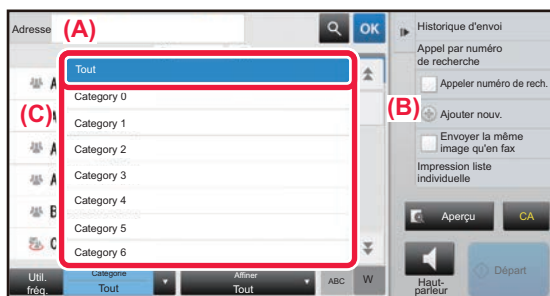 Adresse
(A)
OK
Tout
A
Category 0
(C)
Category 1
A
Category 2
A
Category 3
Category 4
B
Category 5
C
Category 6
Util.
fréq.
Catégorie
Tout
Affiner
Tout
ABC
W
(B)
Historique d'envoi
Appel par numéro
de recherche
Appeler numéro de rech.
Ajouter nouv.
Envoyer la même
image qu'en fax
Impression liste
individuelle
Aperçu
CA
Haut-
parleur
Départ